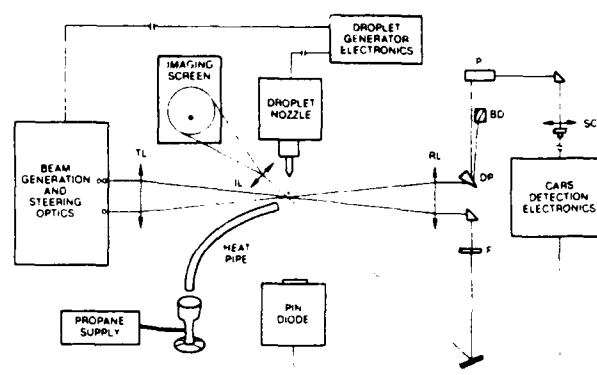 DROPLET
GENERATOR
ELECTRONICS
IMAGING
SCREEN
DROPLET
NOZZLE
P
BD
SC
TL
IL
RL
DP
BEAM
GENERATION
AND
STEERING
OPTICS
CARS
DETECTION
ELECTRONICS
HEAT
PIPE
F
PROPANE
SUPPLY
PIN
DIODE